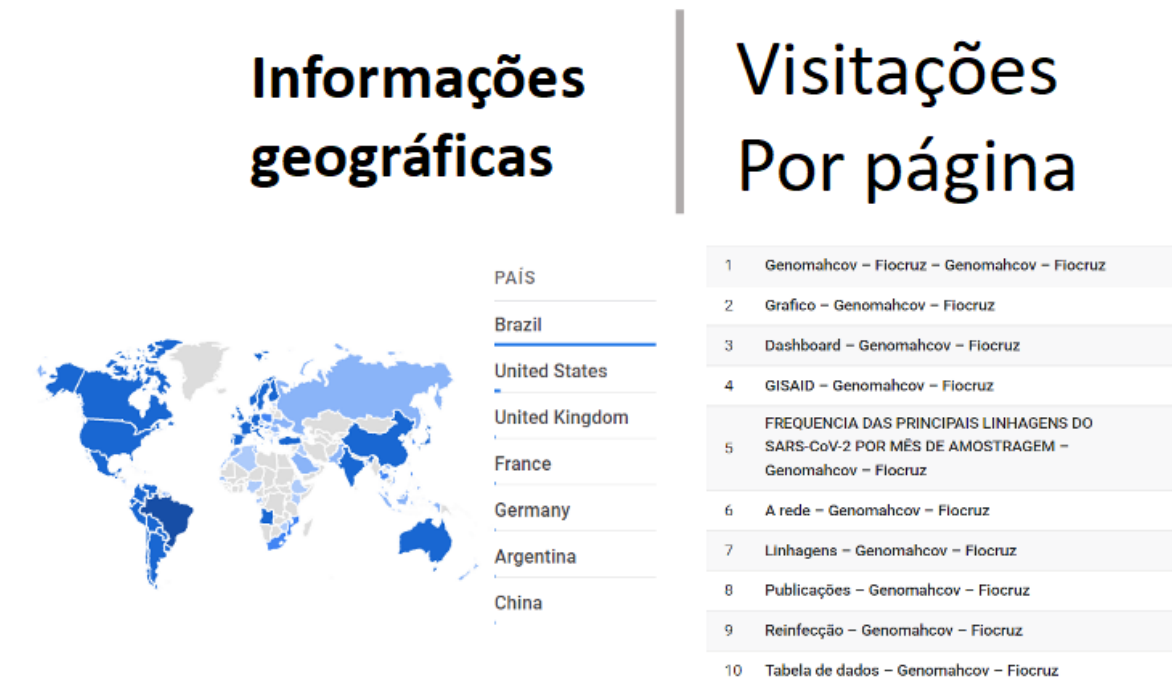 Informações
geográficas
Visitações
Por página
PAÍS
Brazil
United States
United Kingdom
France
Germany
Argentina
China
1 Genomahcov – Fiocruz – Genomahcov – Fiocruz
2 Grafico – Genomahcov – Fiocruz
3 Dashboard – Genomahcov – Fiocruz
4 GISAID – Genomahcov – Fiocruz
FREQUENCIA DAS PRINCIPAIS LINHAGENS DO
5 SARS-CoV-2 POR MÊS DE AMOSTRAGEM –
Genomahcov – Fiocruz
6 A rede – Genomahcov – Fiocruz
7 Linhagens – Genomahcov – Fiocruz
8 Publicações – Genomahcov – Fiocruz
9 Reinfecção – Genomahcov – Fiocruz
10 Tabela de dados – Genomahcov – Fiocruz